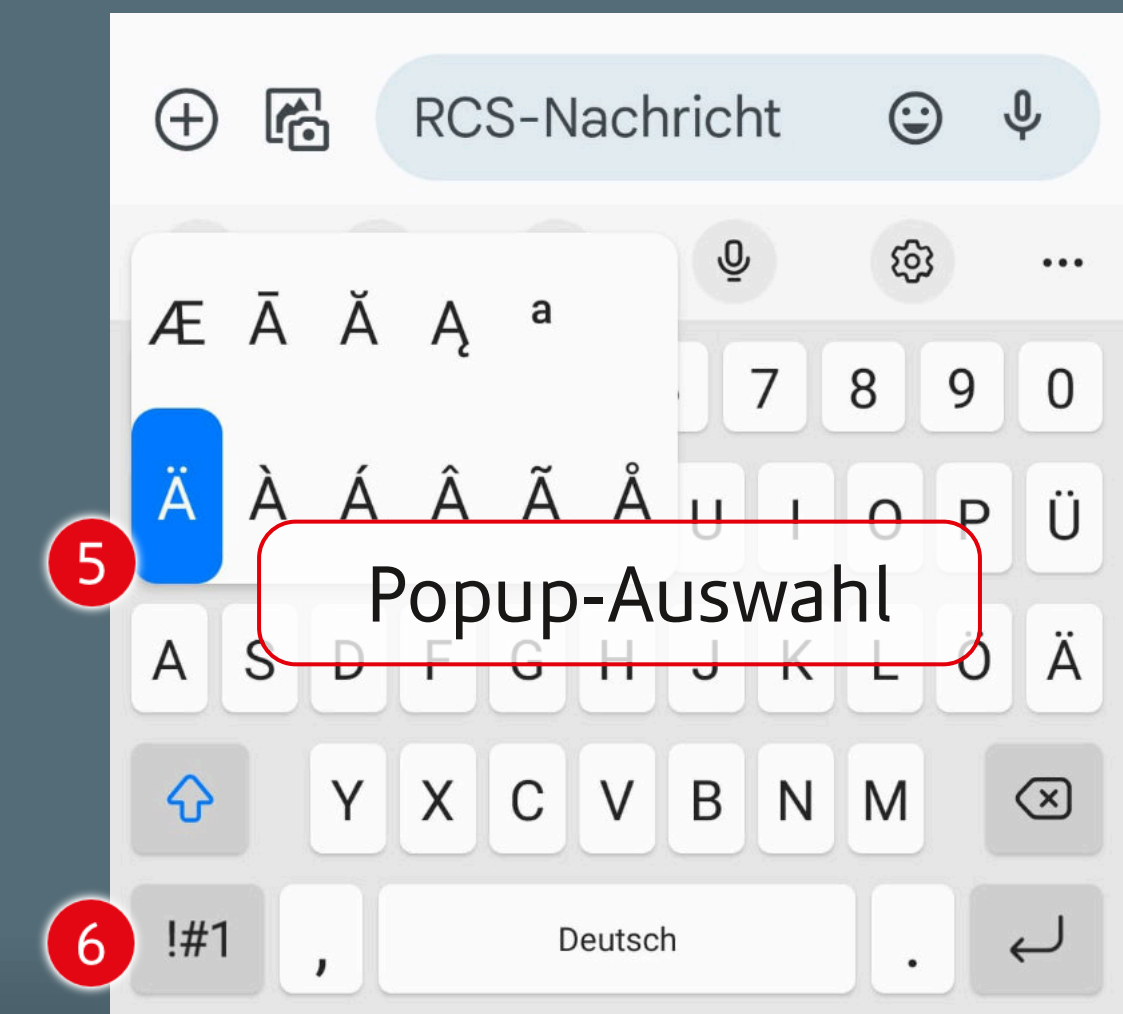 RCS-Nachricht
Æ Ā Ă Ą ª
7 8 9 0
Ä À Á Â Ã Å U I O P Ü
5
Popup-Auswahl
A S D F G H J K L Ö Ä
Y X C V B N M
6 !#1 , Deutsch .